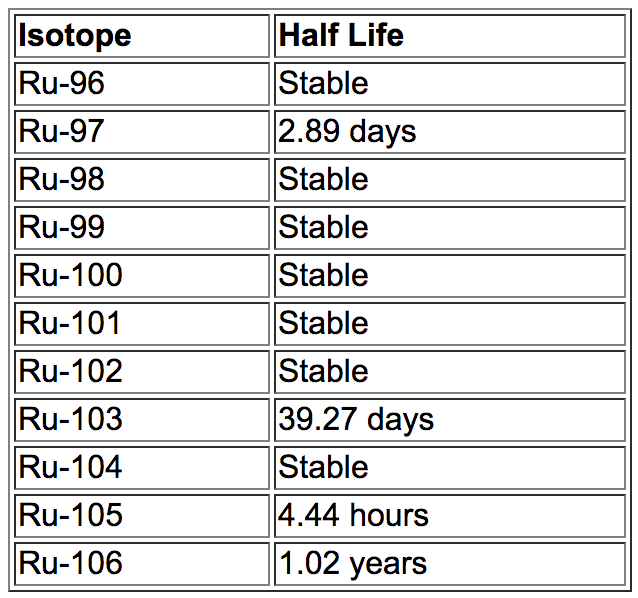 Isotope Half Life
Ru-96 Stable
Ru-97 2.89 days
Ru-98 Stable
Ru-99 Stable
Ru-100 Stable
Ru-101 Stable
Ru-102 Stable
Ru-103 39.27 days
Ru-104 Stable
Ru-105 4.44 hours
Ru-106 1.02 years